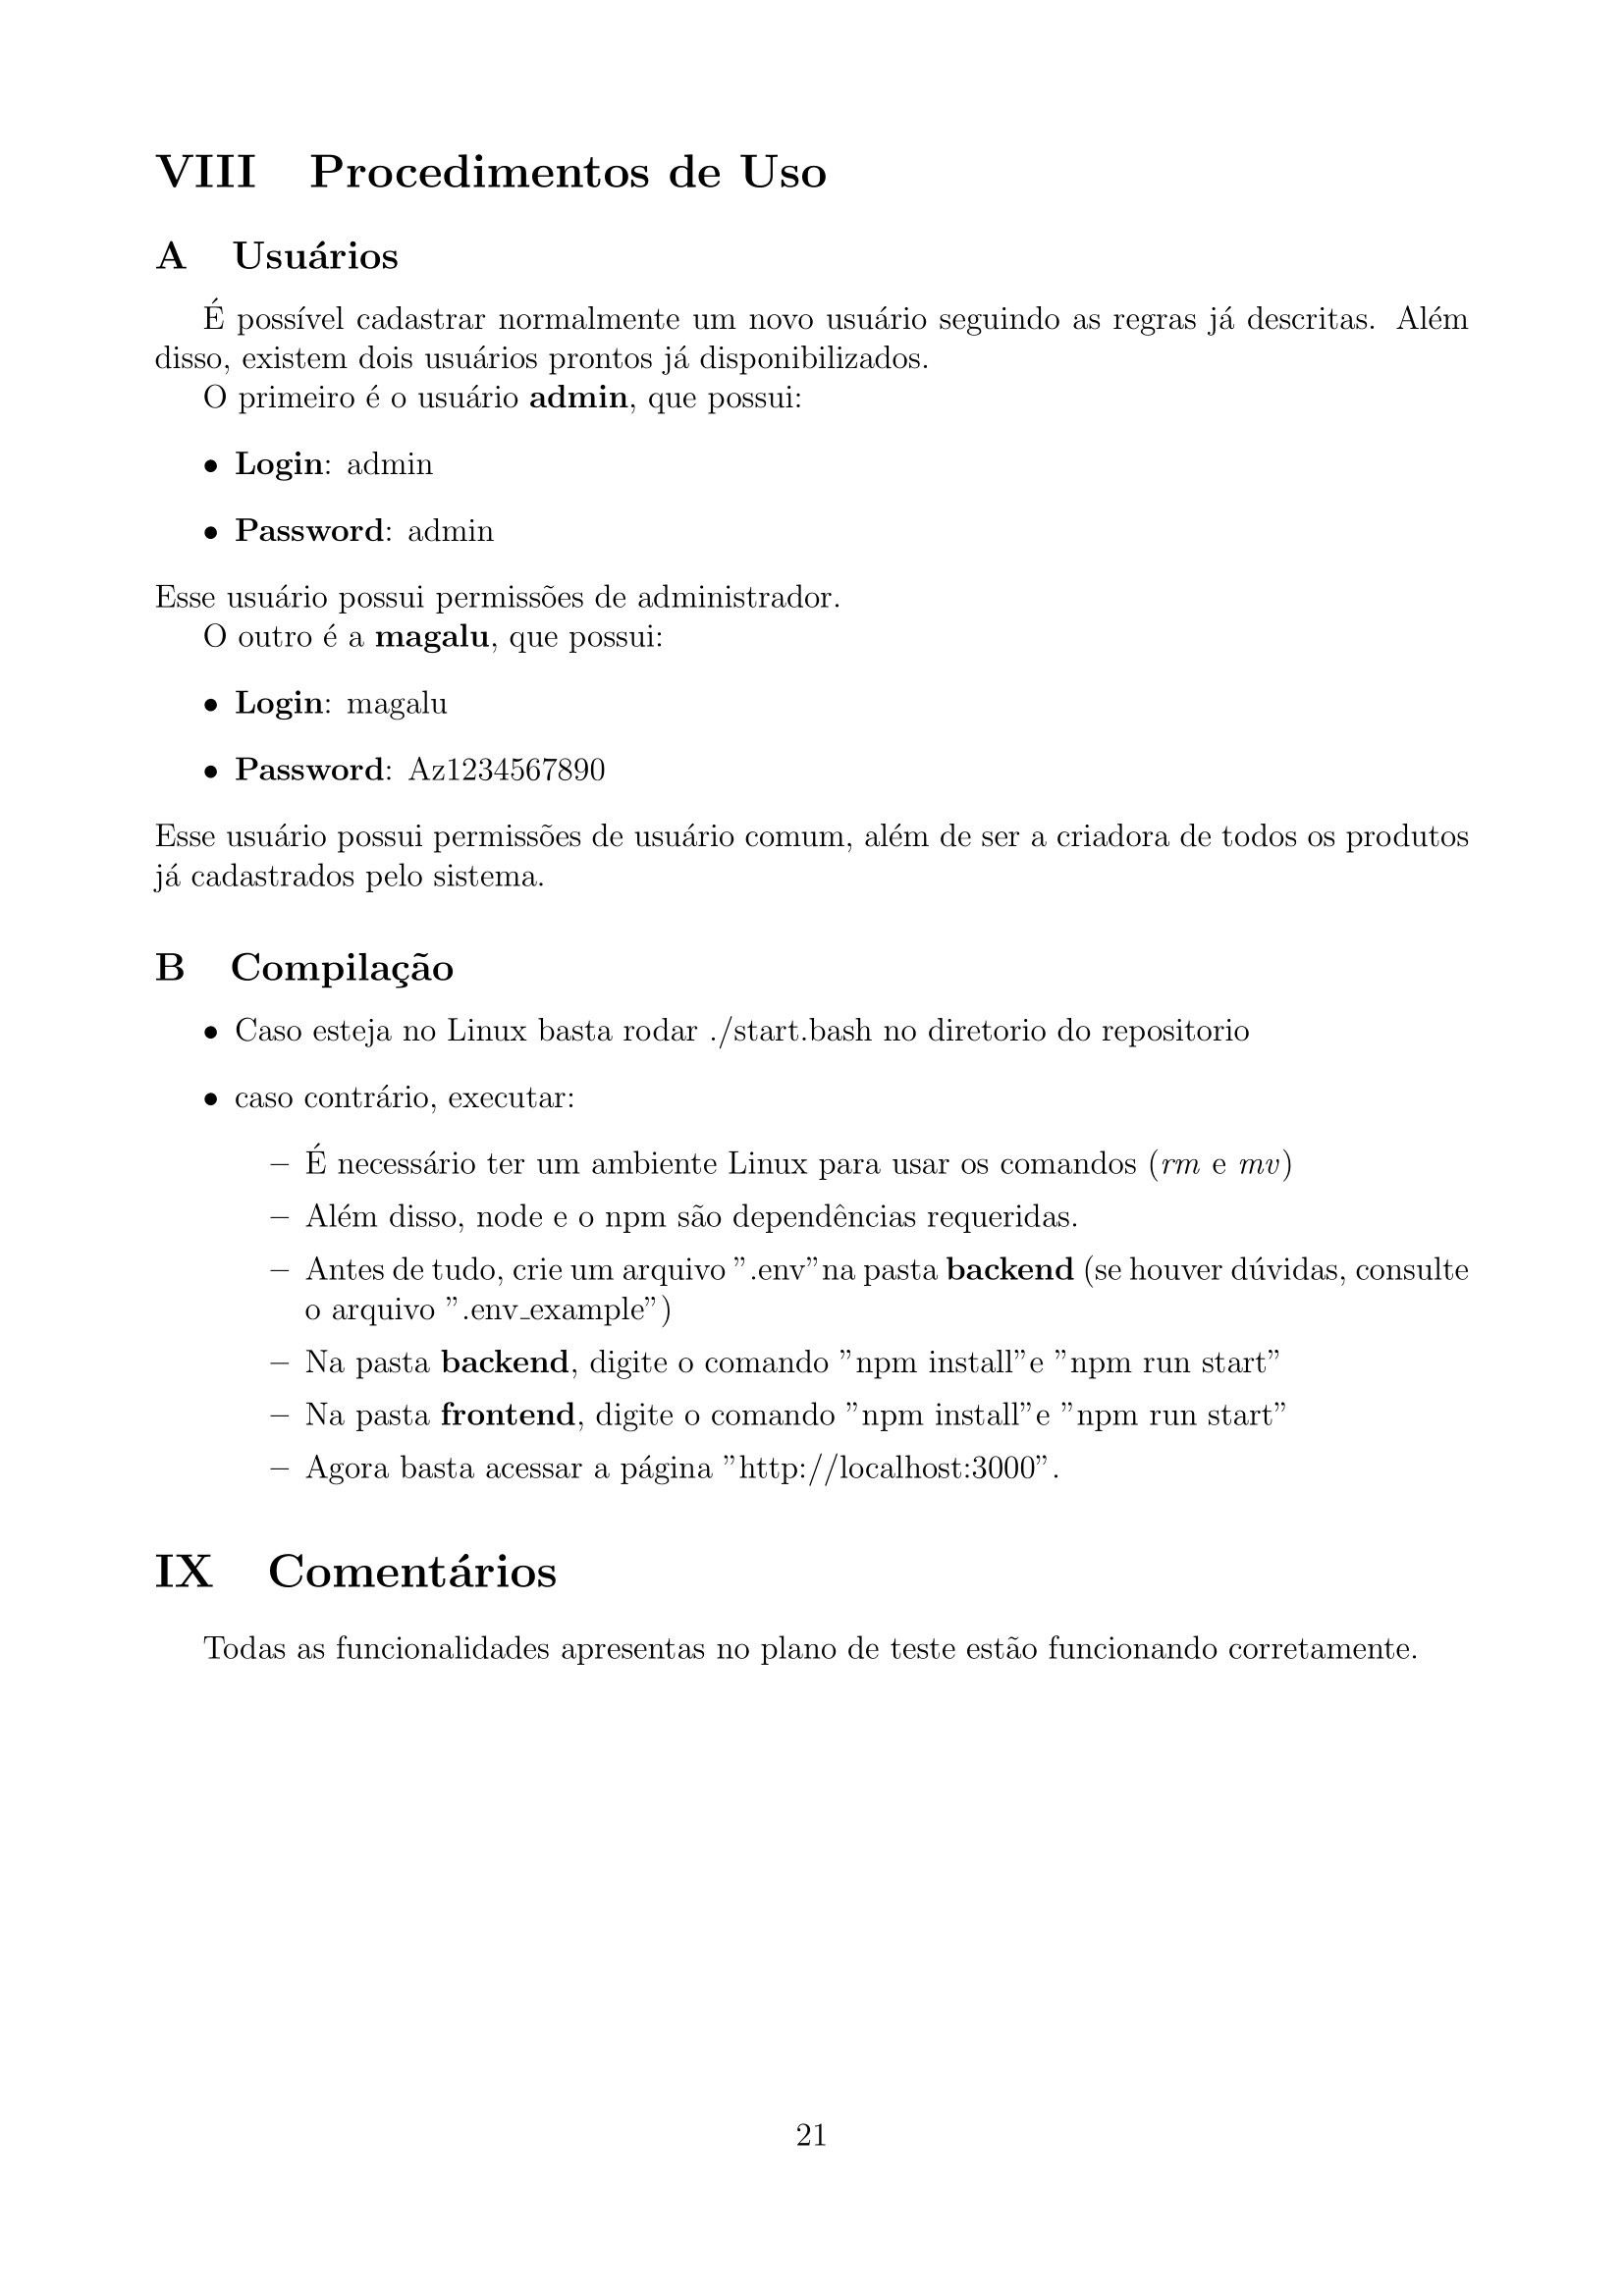 VIII Procedimentos de Uso
A Usuários
É possível cadastrar normalmente um novo usuário seguindo as regras já descritas. Além
disso, existem dois usuários prontos já disponibilizados.
O primeiro é o usuário admin, que possui:
• Login: admin
• Password: admin
Esse usuário possui permissões de administrador.
O outro é a magalu, que possui:
• Login: magalu
• Password: Az1234567890
Esse usuário possui permissões de usuário comum, além de ser a criadora de todos os produtos
já cadastrados pelo sistema.
B Compilação
• Caso esteja no Linux basta rodar ./start.bash no diretorio do repositorio
• caso contrário, executar:
– É necessário ter um ambiente Linux para usar os comandos (rm e mv)
– Além disso, node e o npm são dependências requeridas.
– Antes de tudo, crie um arquivo ”.env”na pasta backend (se houver dúvidas, consulte
o arquivo ”.env_example”)
– Na pasta backend, digite o comando ”npm install”e ”npm run start”
– Na pasta frontend, digite o comando ”npm install”e ”npm run start”
– Agora basta acessar a página ”http://localhost:3000”.
IX Comentários
Todas as funcionalidades apresentas no plano de teste estão funcionando corretamente.
21